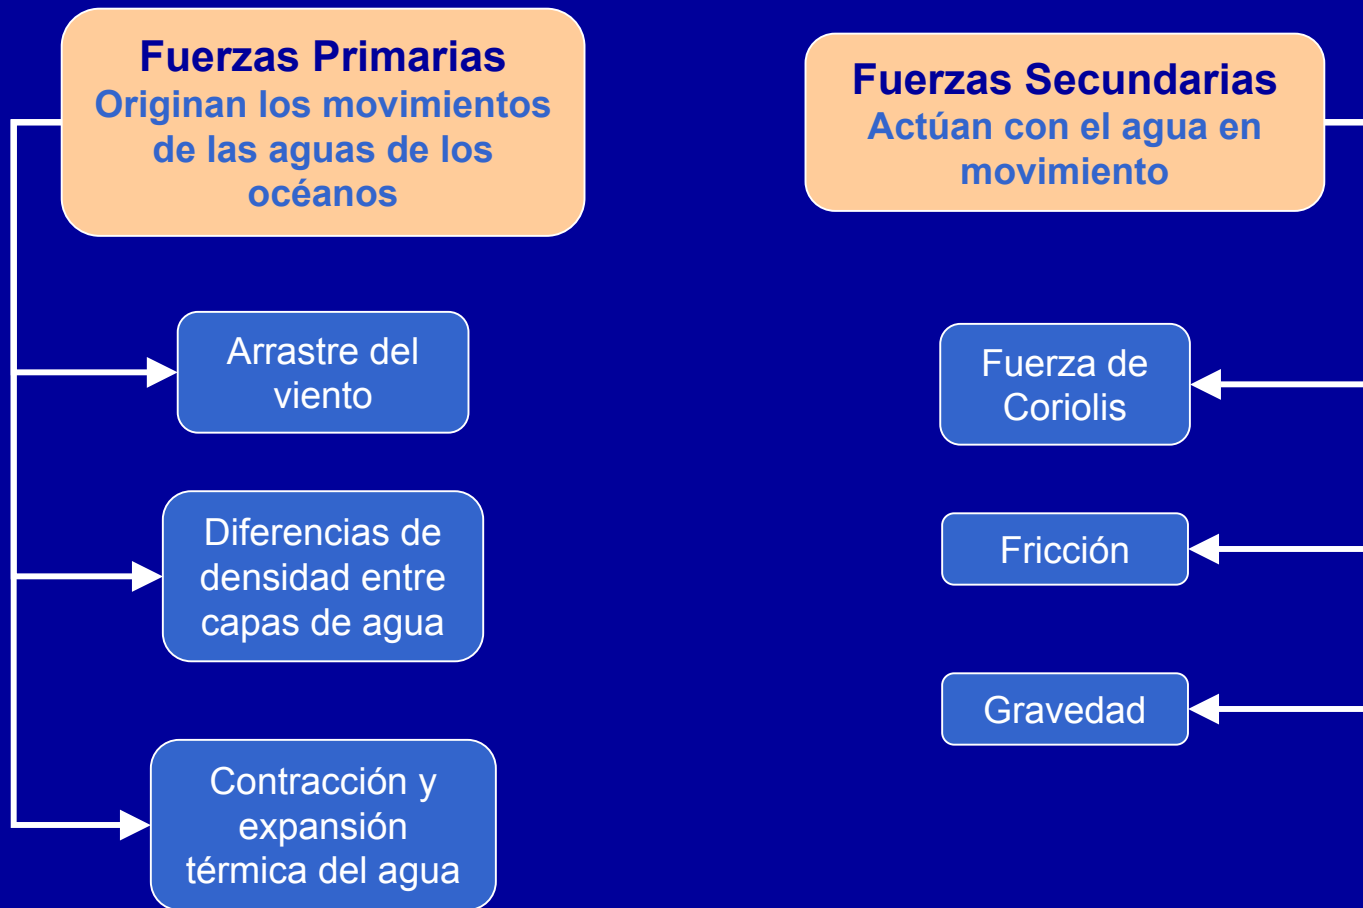 Fuerzas Primarias
Originan los movimientos
de las aguas de los
océanos
Arrastre del
viento
Diferencias de
densidad entre
capas de agua
Contracción y
expansión
térmica del agua
Fuerzas Secundarias
Actúan con el agua en
movimiento
Fuerza de
Coriolis
Fricción
Gravedad